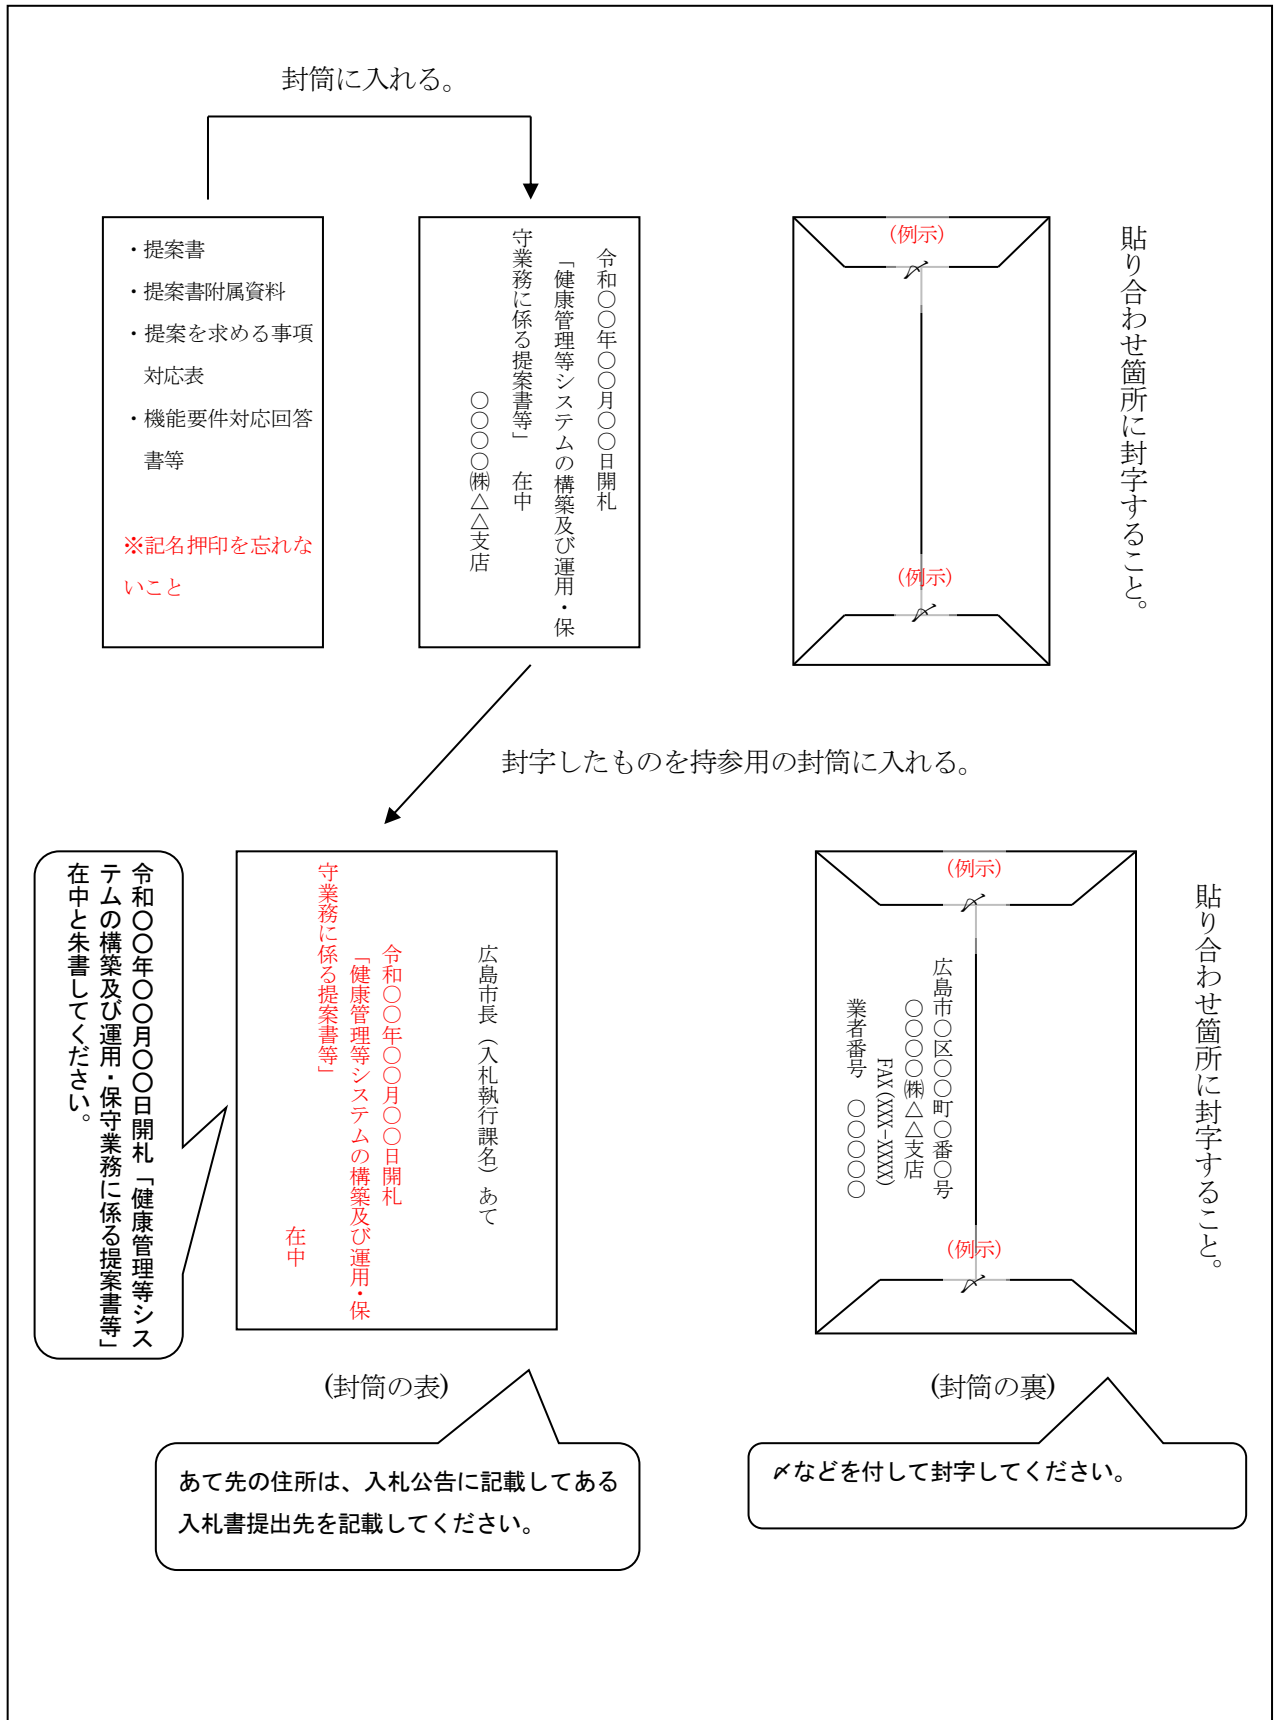 封筒に入れる。
・提案書
・提案書附属資料
・提案を求める事項
対応表
・機能要件対応回答
書等
※記名押印を忘れな
いこと
令和〇〇年〇〇月〇〇日開札
「健康管理等システムの構築及び運用・保
守業務に係る提案書等」　在中
〇〇〇〇㈱△△支店
(例示)
〆
(例示)
〆
貼り合わせ箇所に封字すること。
封字したものを持参用の封筒に入れる。
令和〇〇年〇〇月〇〇日開札「健康管理等シス
テムの構築及び運用・保守業務に係る提案書等」
在中と朱書してください。
広島市長（入札執行課名）あて
令和〇〇年〇〇月〇〇日開札
「健康管理等システムの構築及び運用・保
守業務に係る提案書等」
在中
(例示)
〆
広島市〇区〇〇町〇番〇号
〇〇〇〇㈱△△支店
FAX(XXX-XXXX)
業者番号　〇〇〇〇〇
(例示)
〆
貼り合わせ箇所に封字すること。
(封筒の表)
(封筒の裏)
あて先の住所は、入札公告に記載してある
入札書提出先を記載してください。
〆などを付して封字してください。